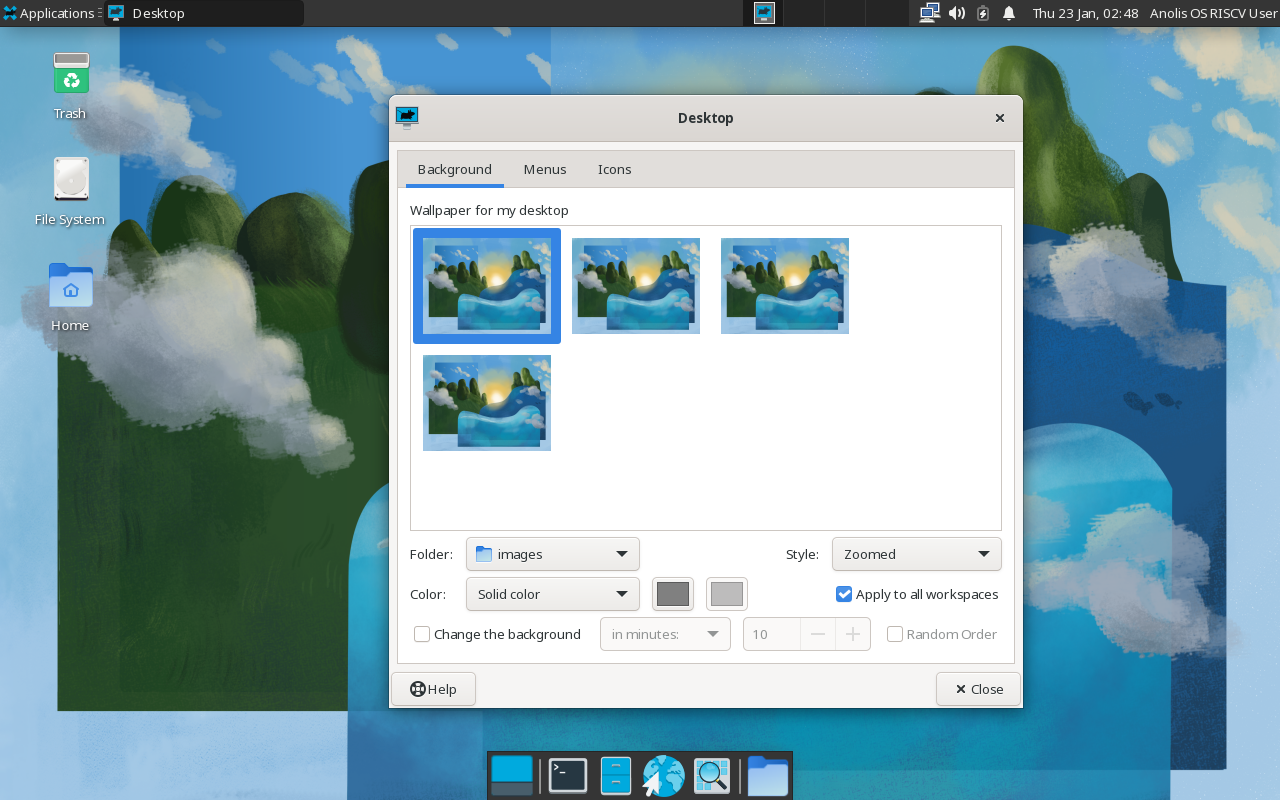 Applications
Desktop
Thu 23 Jan, 02:48
Anolis OS RISCV User
Trash
File System
Home
Desktop
Background
Menus
Icons
Wallpaper for my desktop
Folder:
images
Style:
Zoomed
Color:
Solid color
Apply to all workspaces
Change the background
in minutes:
10
Random Order
Help
Close